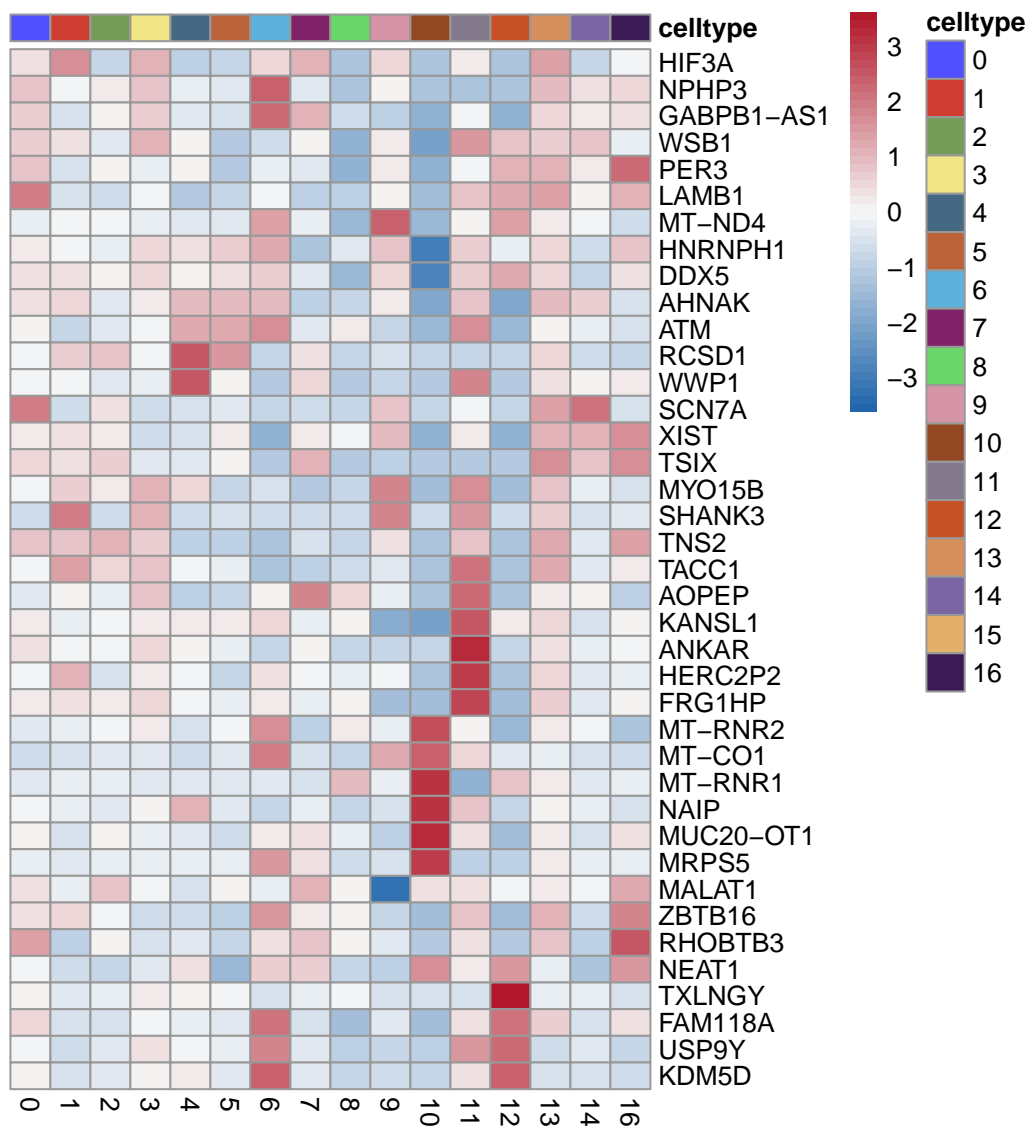 celltype
HIF3A
NPHP3
GABPB1−AS1
WSB1
PER3
LAMB1
MT−ND4
HNRNPH1
DDX5
AHNAK
ATM
RCSD1
WWP1
SCN7A
XIST
TSIX
MYO15B
SHANK3
TNS2
TACC1
AOPEP
KANSL1
ANKAR
HERC2P2
FRG1HP
MT−RNR2
MT−CO1
MT−RNR1
NAIP
MUC20−OT1
MRPS5
MALAT1
ZBTB16
RHOBTB3
NEAT1
TXLNGY
FAM118A
USP9Y
KDM5D
0 1 2 3 4 5 6 7 8 9 10 11 12 13 14 16
3
2
1
0
−1
−2
−3
celltype
0
1
2
3
4
5
6
7
8
9
10
11
12
13
14
15
16